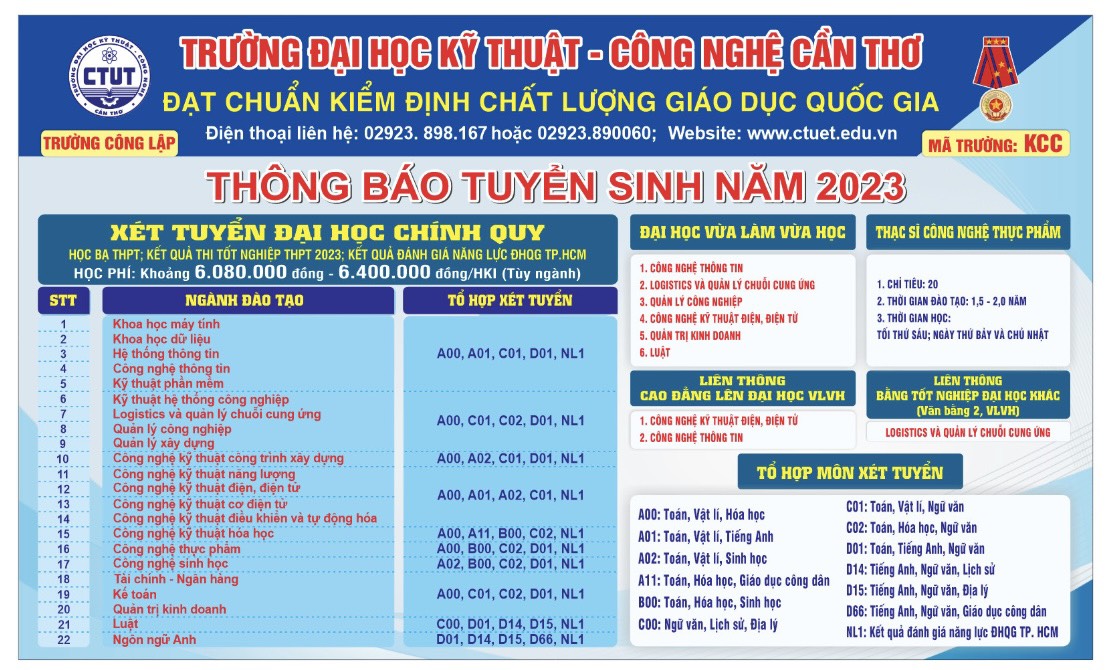 TRƯỜNG ĐẠI HỌC KỸ THUẬT - CÔNG NGHỆ CẦN THƠ
TRƯỜNG ĐẠI HỌC KỸ THUẬT - CÔNG NGHỆ
CTUT
CẦN THƠ
ĐẠT CHUẨN KIỂM ĐỊNH CHẤT LƯỢNG GIÁO DỤC QUỐC GIA
Điện thoại liên hệ: 02923. 898.167 hoặc 02923.890060; Website: www.ctuet.edu.vn
TRƯỜNG CÔNG LẬP
MÃ TRƯỜNG: KCC
THÔNG BÁO TUYỂN SINH NĂM 2023
XÉT TUYỂN ĐẠI HỌC CHÍNH QUY
HỌC BẠ THPT; KẾT QUẢ THI TỐT NGHIỆP THPT 2023; KẾT QUẢ ĐÁNH GIÁ NĂNG LỰC ĐHQG TP.HCM
HỌC PHÍ: Khoảng 6.080.000 đồng - 6.400.000 đồng/HKI (Tùy ngành)
STT NGÀNH ĐÀO TẠO TỔ HỢP XÉT TUYỂN
1 Khoa học máy tính
2 Khoa học dữ liệu
3 Hệ thống thông tin A00, A01, C01, D01, NL1
4 Công nghệ thông tin
5 Kỹ thuật phần mềm
6 Kỹ thuật hệ thống công nghiệp
7 Logistics và quản lý chuỗi cung ứng
A00, C01, C02, D01, NL1
8 Quản lý công nghiệp
9 Quản lý xây dựng
10 Công nghệ kỹ thuật công trình xây dựng A00, A02, C01, D01, NL1
11 Công nghệ kỹ thuật năng lượng
12 Công nghệ kỹ thuật điện, điện tử
A00, A01, A02, C01, NL1
13 Công nghệ kỹ thuật cơ điện tử
14 Công nghệ kỹ thuật điều khiển và tự động hóa
15 Công nghệ kỹ thuật hóa học A00, A11, B00, C02, NL1
16 Công nghệ thực phẩm A00, B00, C02, D01, NL1
17 Công nghệ sinh học A02, B00, C02, D01, NL1
18 Tài chính - Ngân hàng
19 Kế toán A00, C01, C02, D01, NL1
20 Quản trị kinh doanh
21 Luật C00, D01, D14, D15, NL1
22 Ngôn ngữ Anh D01, D14, D15, D66, NL1
ĐẠI HỌC VỪA LÀM VỪA HỌC
1. CÔNG NGHỆ THÔNG TIN
2. LOGISTICS VÀ QUẢN LÝ CHUỖI CUNG ỨNG
3. QUẢN LÝ CÔNG NGHIỆP
4. CÔNG NGHỆ KỸ THUẬT ĐIỆN, ĐIỆN TỬ
5. QUẢN TRỊ KINH DOANH
6. LUẬT
THẠC SĨ CÔNG NGHỆ THỰC PHẨM
1. CHỈ TIÊU: 20
2. THỜI GIAN ĐÀO TẠO: 1,5 - 2,0 NĂM
3. THỜI GIAN HỌC:
TỐI THỨ SÁU; NGÀY THỨ BẢY VÀ CHỦ NHẬT
LIÊN THÔNG
CAO ĐẲNG LÊN ĐẠI HỌC VLVH
1. CÔNG NGHỆ KỸ THUẬT ĐIỆN, ĐIỆN TỬ
2. CÔNG NGHỆ THÔNG TIN
LIÊN THÔNG
BẰNG TỐT NGHIỆP ĐẠI HỌC KHÁC
(Văn bằng 2, VLVH)
LOGISTICS VÀ QUẢN LÝ CHUỖI CUNG ỨNG
TỔ HỢP MÔN XÉT TUYỂN
A00: Toán, Vật lí, Hóa học
A01: Toán, Vật lí, Tiếng Anh
A02: Toán, Vật lí, Sinh học
A11: Toán, Hóa học, Giáo dục công dân
B00: Toán, Hóa học, Sinh học
C00: Ngữ văn, Lịch sử, Địa lý
C01: Toán, Vật lí, Ngữ văn
C02: Toán, Hóa học, Ngữ văn
D01: Toán, Tiếng Anh, Ngữ văn
D14: Tiếng Anh, Ngữ văn, Lịch sử
D15: Tiếng Anh, Ngữ văn, Địa lý
D66: Tiếng Anh, Ngữ văn, Giáo dục công dân
NL1: Kết quả đánh giá năng lực ĐHQG TP. HCM